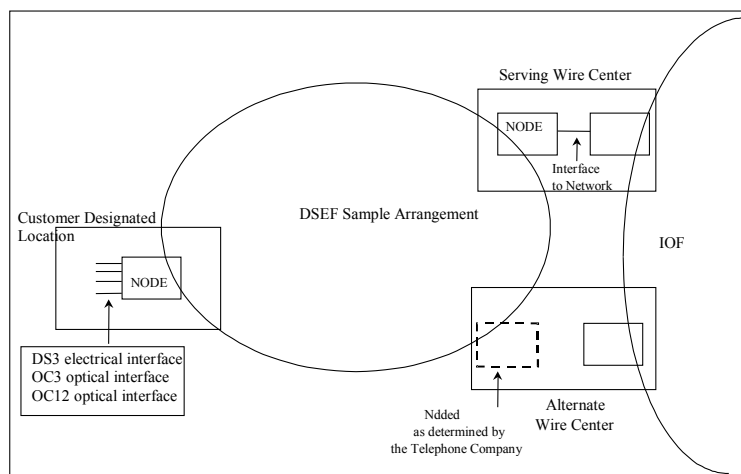 Serving Wire Center
NODE
Interface
to Network
DSEF Sample Arrangement
IOF
Customer Designated
Location
NODE
DS3 electrical interface
OC3 optical interface
OC12 optical interface
Ndded
as determined by
the Telephone Company
Alternate
Wire Center